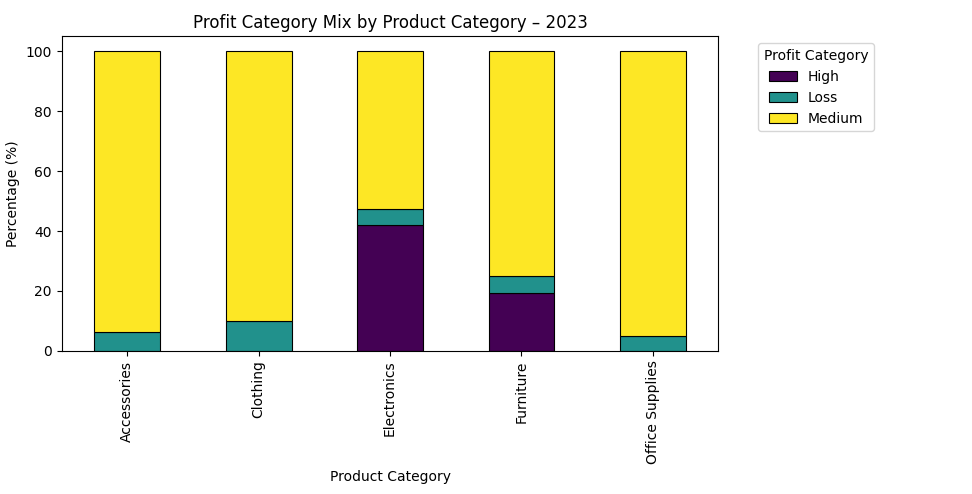 Profit Category Mix by Product Category – 2023
Profit Category
High
Loss
Medium
Percentage (%)
100
80
60
40
20
0
Accessories
Clothing
Electronics
Furniture
Office Supplies
Product Category